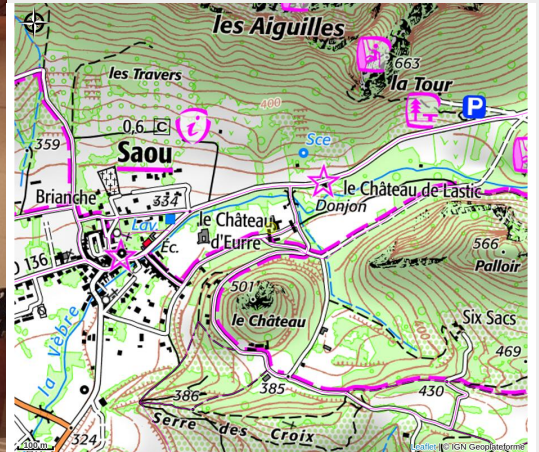 les Aiguilles
663
les Travers
la Tour
400
P
0,6 C
i
Sce
359
Saou
le Château de Lastic
Brianche
334
Donjon
Lav.
le Château
d'Eurre
Éc.
566
Palloir
D 136
501
la Vèbre
le Château
Six Sacs
400
469
386
385
430
Serre des Croix
324
100 m
Leaflet | © IGN Geoplateforme